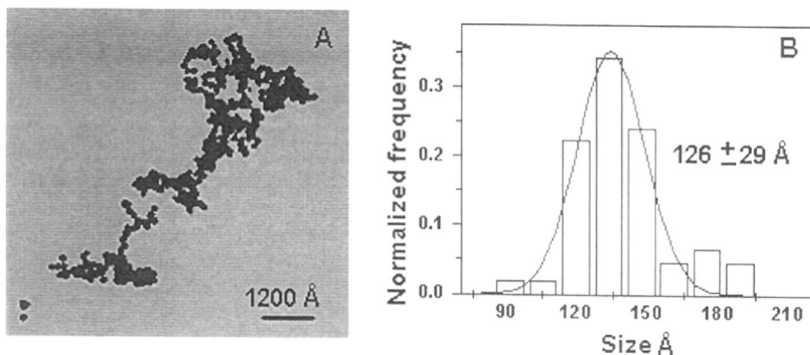 A
1200 Å
B
Normalized frequency
0.3
0.2
0.1
0.0
126 ±29 Å
90 120 150 180 210
Size Å